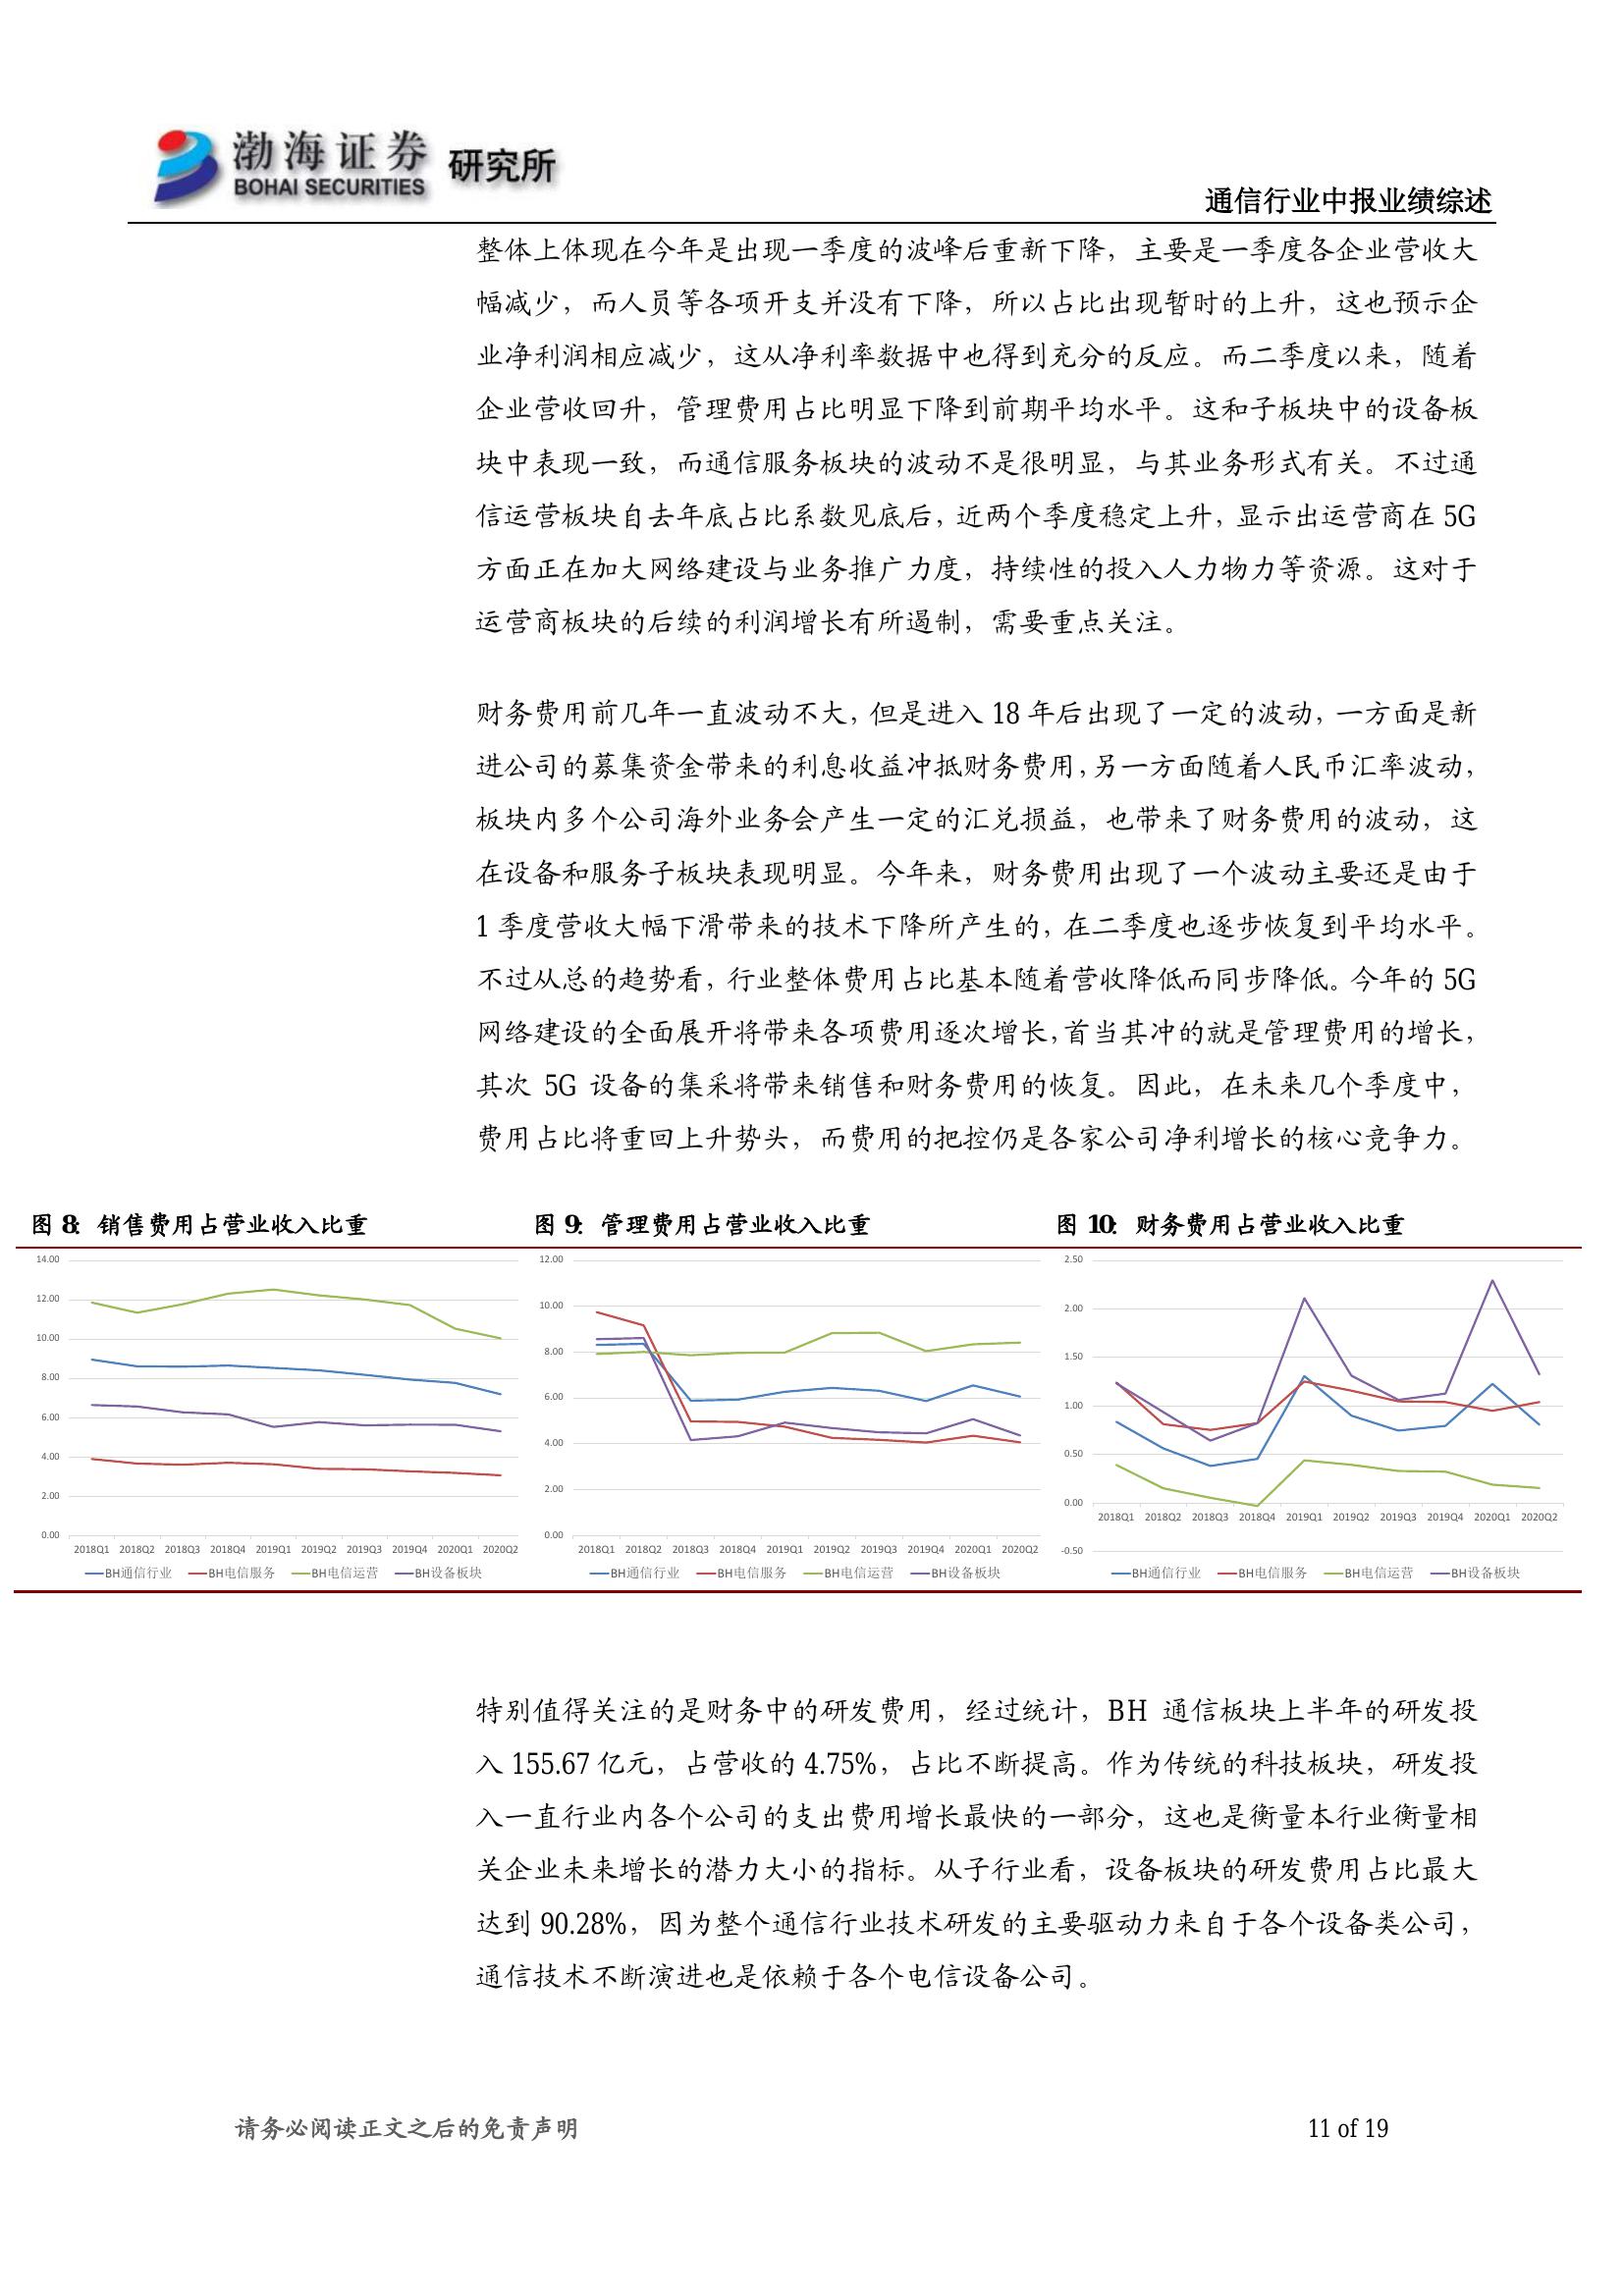 渤海证券 研究所
BOHAI SECURITIES
通信行业中报业绩综述
整体上体现在今年是出现一季度的波峰后重新下降，主要是一季度各企业营收大
幅减少，而人员等各项开支并没有下降，所以占比出现暂时的上升，这也预示企
业净利润相应减少，这从净利率数据中也得到充分的反应。而二季度以来，随着
企业营收回升，管理费用占比明显下降到前期平均水平。这和子板块中的设备板
块中表现一致，而通信服务板块的波动不是很明显，与其业务形式有关。不过通
信运营板块自去年底占比系数见底后，近两个季度稳定上升，显示出运营商在 5G
方面正在加大网络建设与业务推广力度，持续性的投入人力物力等资源。这对于
运营商板块的后续的利润增长有所遏制，需要重点关注。
财务费用前几年一直波动不大，但是进入 18 年后出现了一定的波动，一方面是新
进公司的募集资金带来的利息收益冲抵财务费用，另一方面随着人民币汇率波动，
板块内多个公司海外业务会产生一定的汇兑损益，也带来了财务费用的波动，这
在设备和服务子板块表现明显。今年来，财务费用出现了一个波动主要还是由于
1 季度营收大幅下滑带来的技术下降所产生的，在二季度也逐步恢复到平均水平。
不过从总的趋势看，行业整体费用占比基本随着营收降低而同步降低。今年的 5G
网络建设的全面展开将带来各项费用逐次增长，首当其冲的就是管理费用的增长，
其次 5G 设备的集采将带来销售和财务费用的恢复。因此，在未来几个季度中，
费用占比将重回上升势头，而费用的把控仍是各家公司净利增长的核心竞争力。
图 8：销售费用占营业收入比重
14.00
12.00
10.00
8.00
6.00
4.00
2.00
0.00
2018Q1 2018Q2 2018Q3 2018Q4 2019Q1 2019Q2 2019Q3 2019Q4 2020Q1 2020Q2
BH通信行业 BH电信服务 BH电信运营 BH设备板块
图 9：管理费用占营业收入比重
12.00
10.00
8.00
6.00
4.00
2.00
0.00
2018Q1 2018Q2 2018Q3 2018Q4 2019Q1 2019Q2 2019Q3 2019Q4 2020Q1 2020Q2
BH通信行业 BH电信服务 BH电信运营 BH设备板块
图 10：财务费用占营业收入比重
2.50
2.00
1.50
1.00
0.50
0.00
-0.50
2018Q1 2018Q2 2018Q3 2018Q4 2019Q1 2019Q2 2019Q3 2019Q4 2020Q1 2020Q2
BH通信行业 BH电信服务 BH电信运营 BH设备板块
特别值得关注的是财务中的研发费用，经过统计，BH 通信板块上半年的研发投
入 155.67 亿元，占营收的 4.75%，占比不断提高。作为传统的科技板块，研发投
入一直行业内各个公司的支出费用增长最快的一部分，这也是衡量本行业衡量相
关企业未来增长的潜力大小的指标。从子行业看，设备板块的研发费用占比最大
达到 90.28%，因为整个通信行业技术研发的主要驱动力来自于各个设备类公司，
通信技术不断演进也是依赖于各个电信设备公司。
请务必阅读正文之后的免责声明
11 of 19